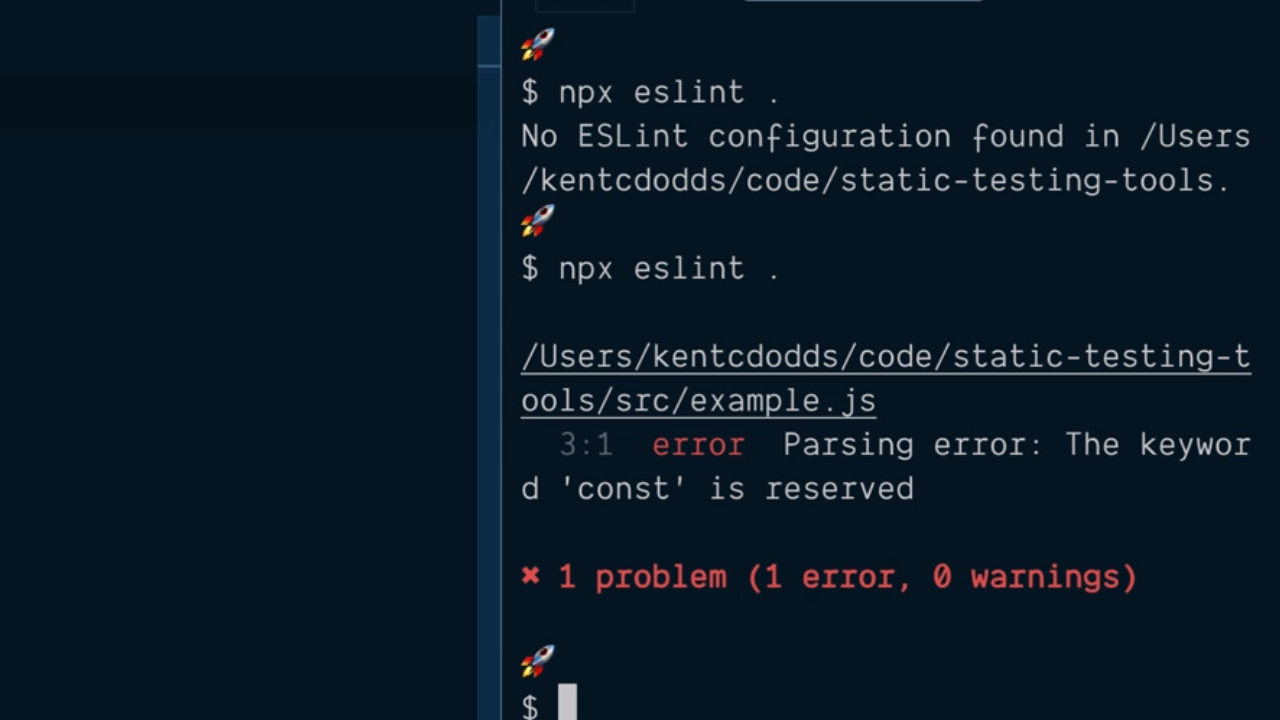 🚀
$ npx eslint .
No ESLint configuration found in /Users
/kentcdodds/code/static-testing-tools.
🚀
$ npx eslint .
/Users/kentcdodds/code/static-testing-t
ools/src/example.js
3:1 error Parsing error: The keywor
d 'const' is reserved
✖ 1 problem (1 error, 0 warnings)
🚀
$